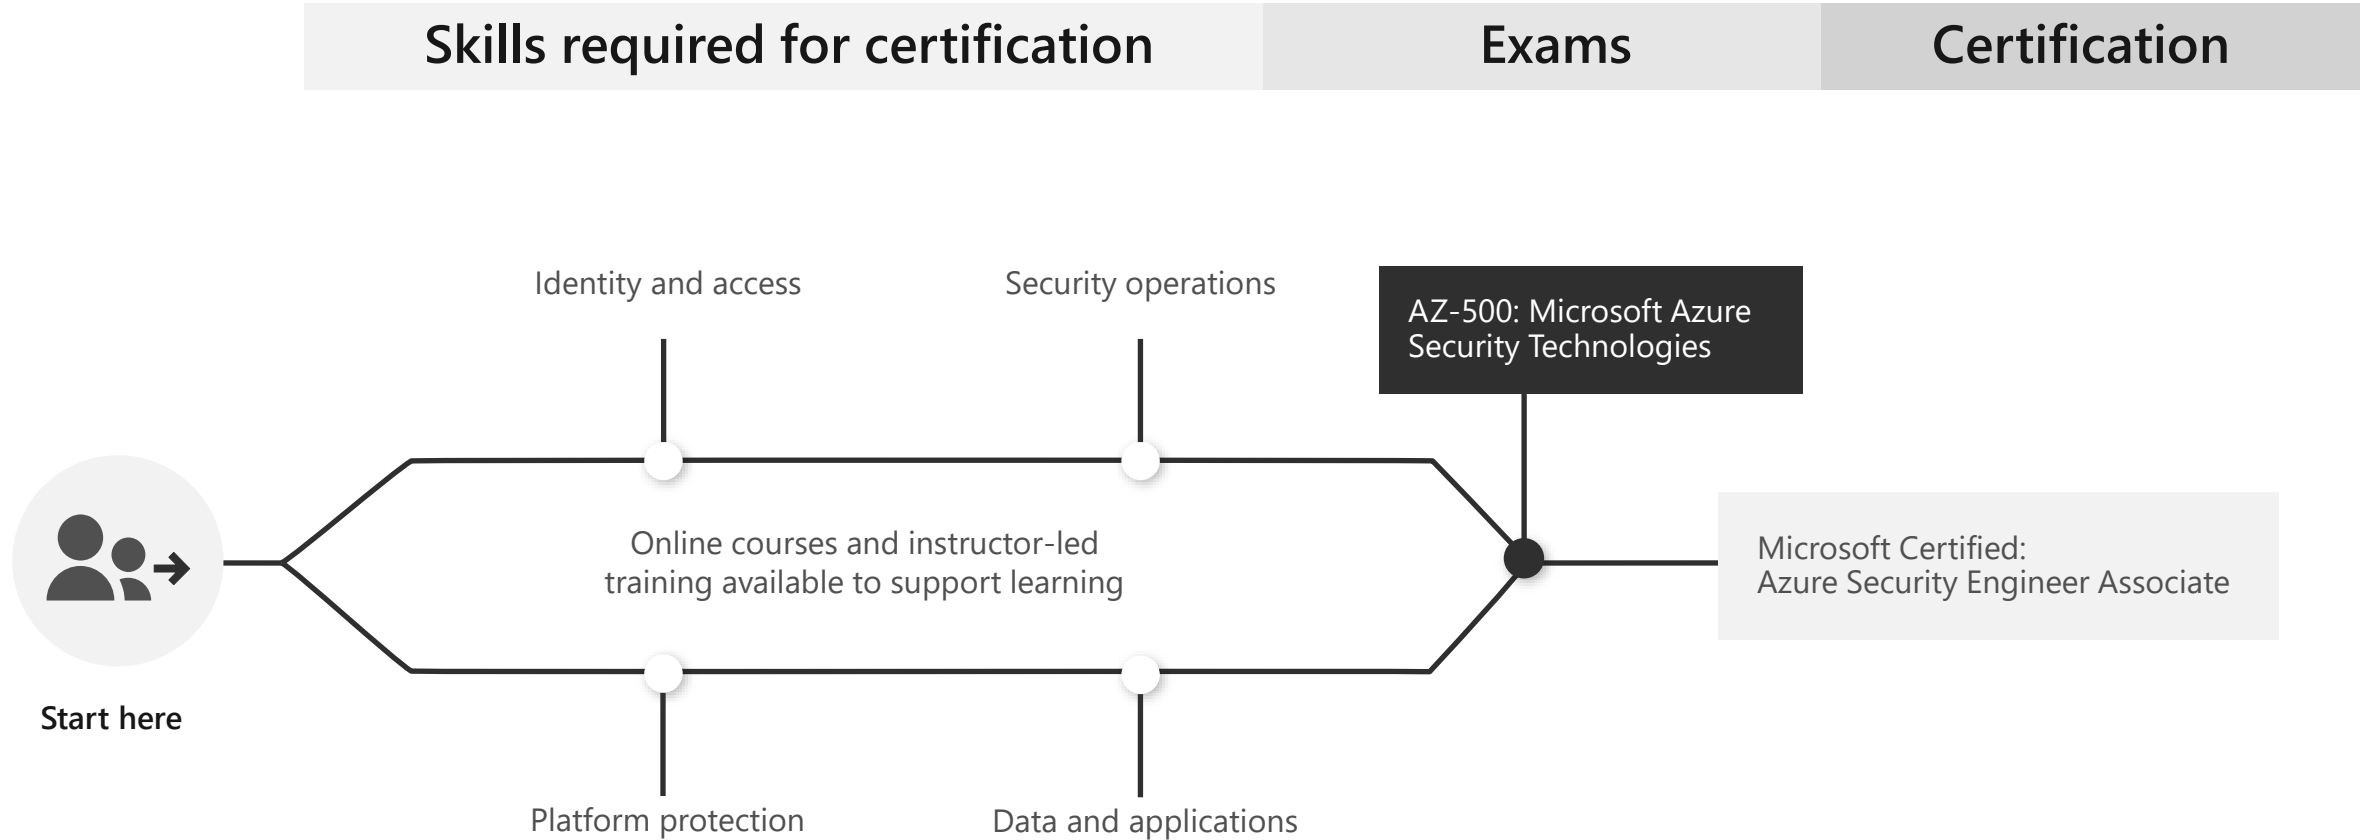 Skills required for certification
Exams
Certification
Identity and access
Security operations
AZ-500: Microsoft Azure
Security Technologies
Online courses and instructor-led
training available to support learning
Microsoft Certified:
Azure Security Engineer Associate
Start here
Platform protection
Data and applications